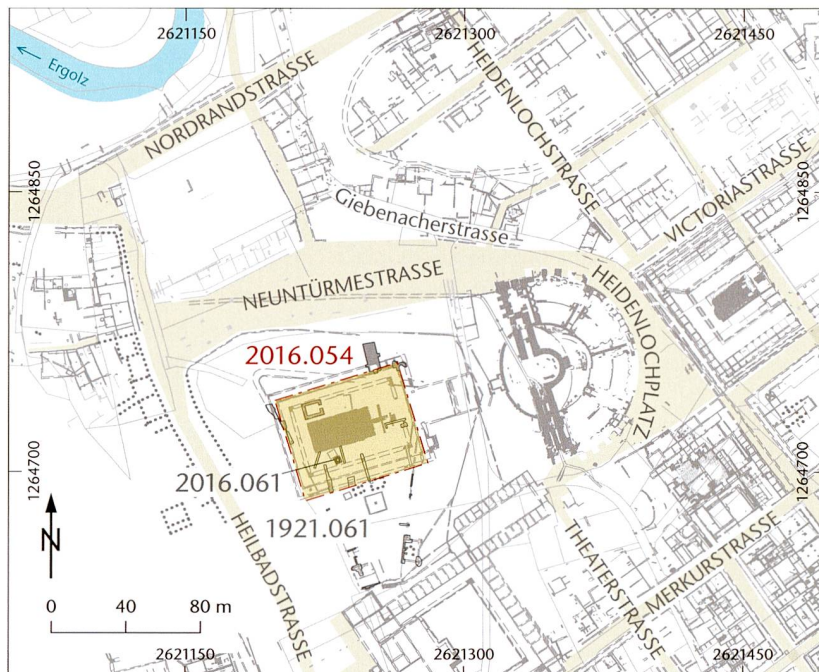 2621150
2621300
2621450
Ergolz
NORDRANDSTRASSE
HEIDENLOCHSTRASSE
1264850
1264850
VICTORIASTRASSE
Giebenacherstrasse
NEUNTÜRMESTRASSE
HEIDENLOCHPLATZ
2016.054
1264700
1264700
2016.061
1921.061
N
HEILBADSTRASSE
THEATERSTRASSE
MERKURSTRASSE
0 40 80 m
2621150
2621300
2621450